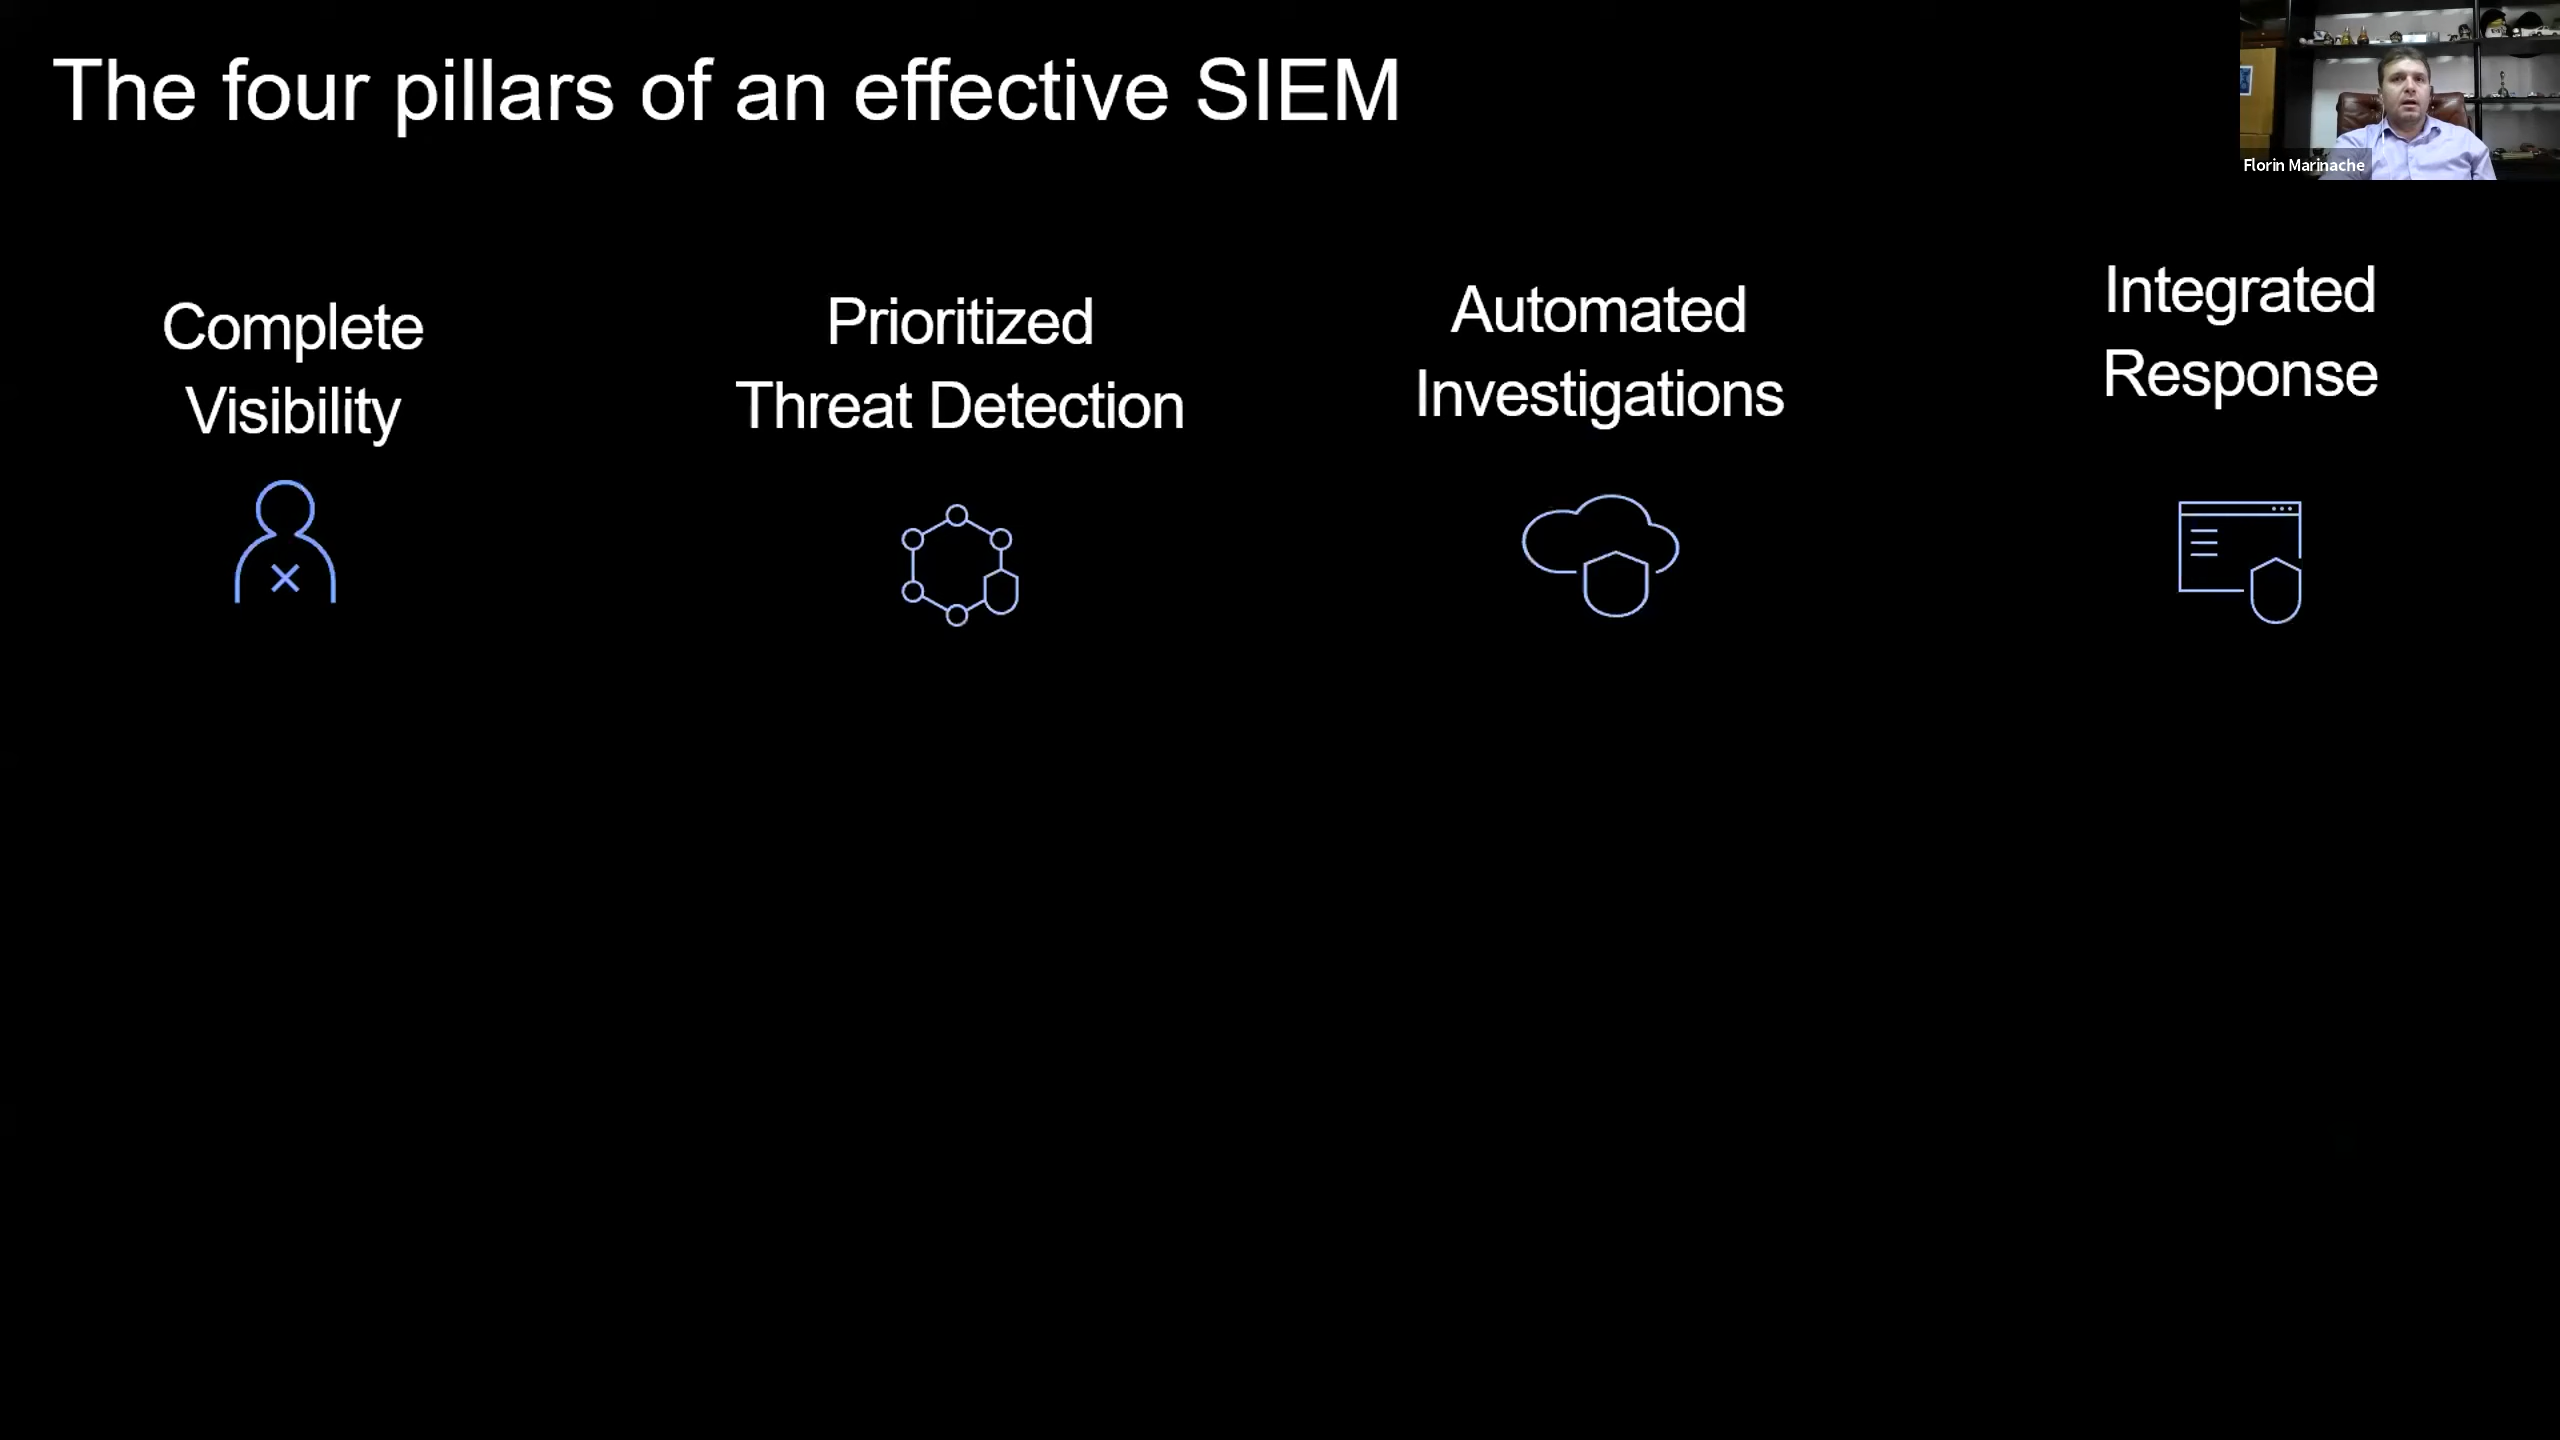 The four pillars of an effective SIEM
Florin Marinache
Complete
Visibility
Prioritized
Threat Detection
Automated
Investigations
Integrated
Response